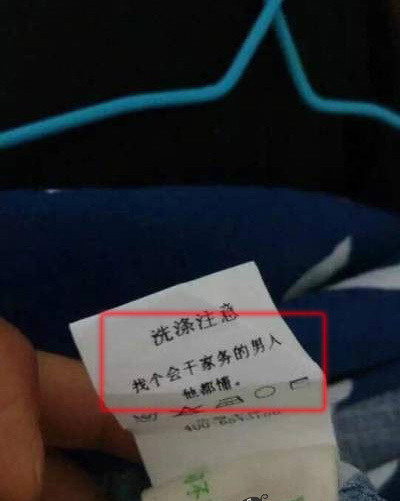 洗涤注意
找个会干家务的男人
他都懂。